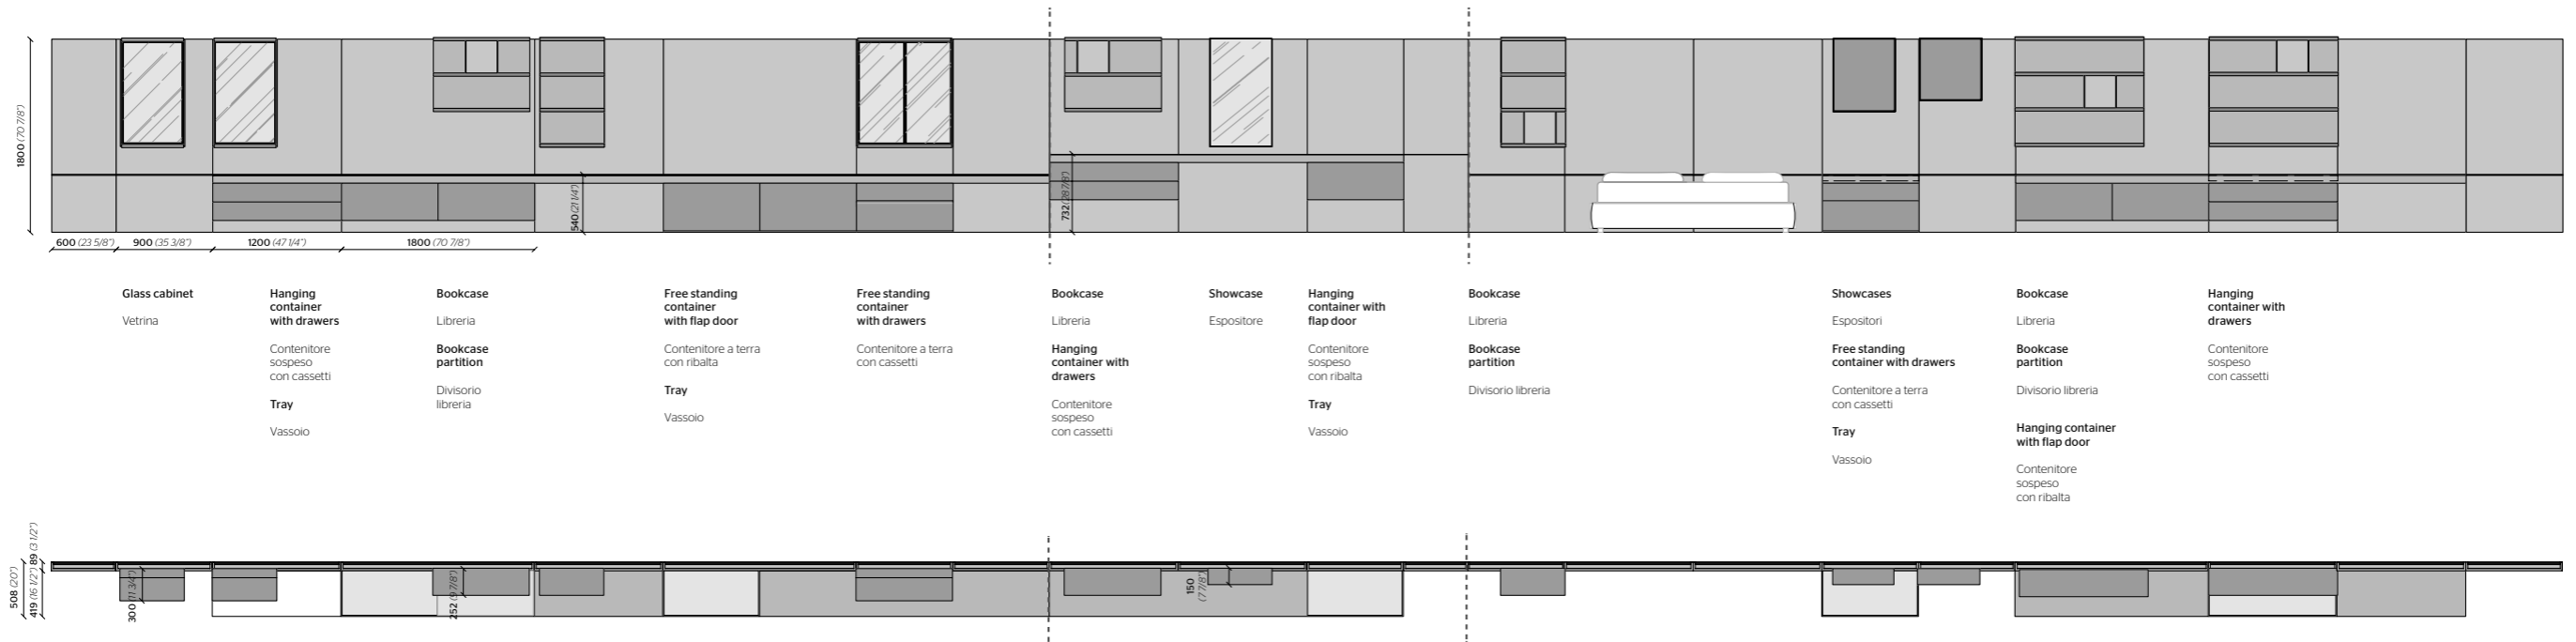 1800 (70 7/8")
540 (21 1/4")
732 (28 7/8")
600 (23 5/8")
900 (35 3/8")
1200 (47 1/4")
1800 (70 7/8")
Glass cabinet
Vetrina
Hanging
container
with drawers
Contenitore
sospeso
con cassetti
Tray
Vassoio
Bookcase
Libreria
Bookcase
partition
Divisorio
libreria
Free standing
container
with flap door
Contenitore a terra
con ribalta
Tray
Vassoio
Free standing
container
with drawers
Contenitore a terra
con cassetti
Bookcase
Libreria
Hanging
container with
drawers
Contenitore
sospeso
con cassetti
Showcase
Espositore
Hanging
container with
flap door
Contenitore
sospeso
con ribalta
Tray
Vassoio
Bookcase
Libreria
Bookcase
partition
Divisorio libreria
Showcases
Espositori
Free standing
container with drawers
Contenitore a terra
con cassetti
Tray
Vassoio
Bookcase
Libreria
Bookcase
partition
Divisorio libreria
Hanging container
with flap door
Contenitore
sospeso
con ribalta
Hanging
container with
drawers
Contenitore
sospeso
con cassetti
508 (20")
419 (16 1/2")
89 (3 1/2")
300 (11 3/4")
252 (9 7/8")
150
(7 7/8")